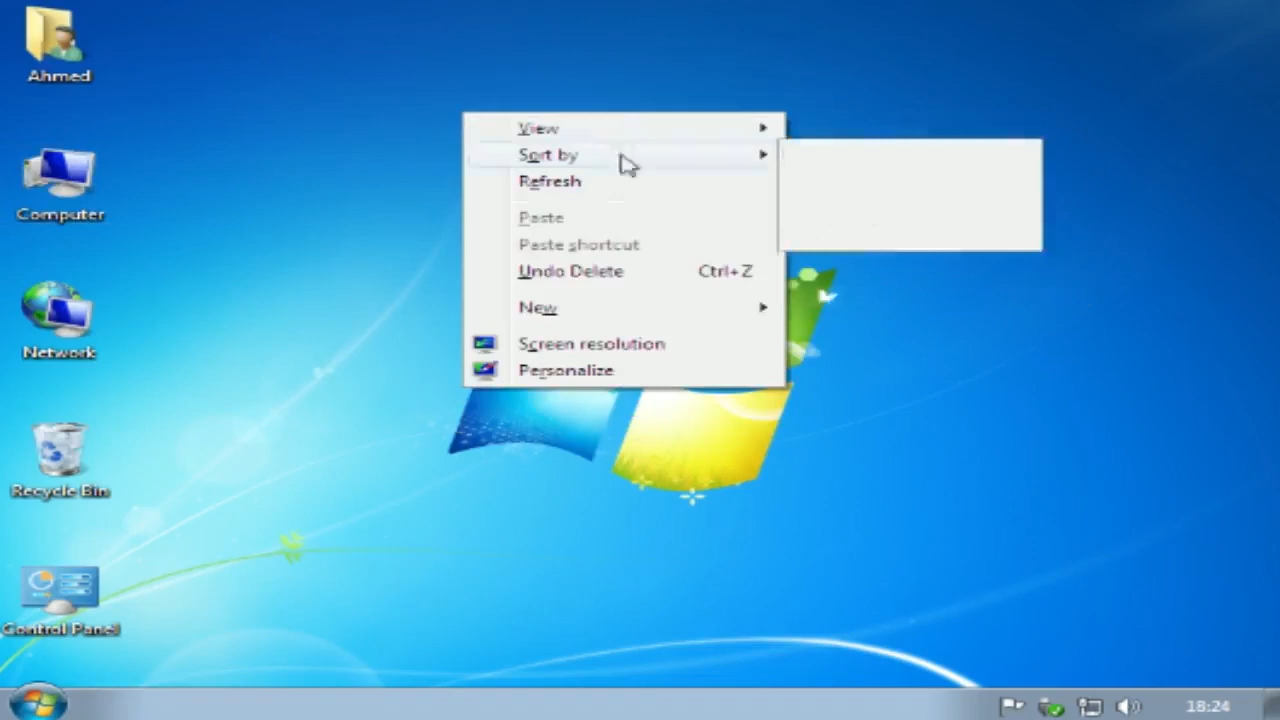 Ahmed
Computer
Network
Recycle Bin
Control Panel
View
Sort by
Refresh
Paste
Paste shortcut
Undo Delete Ctrl+Z
New
Screen resolution
Personalize
18:24